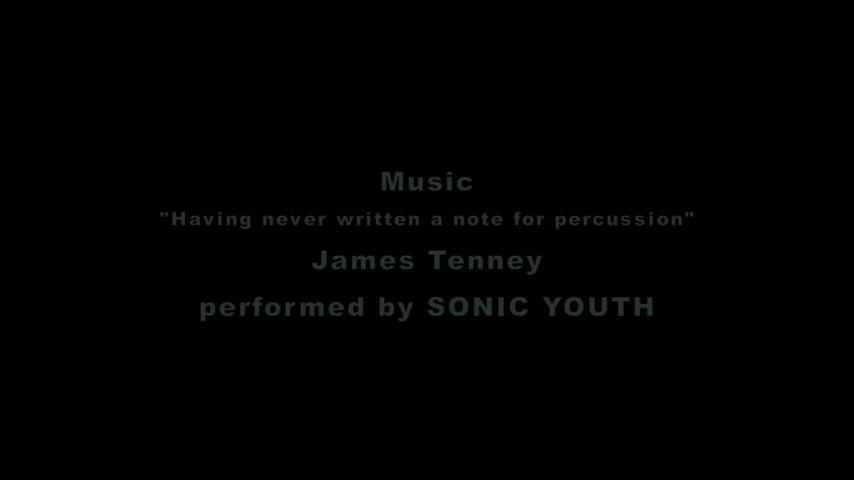 Music
"Having never written a note for percussion"
James Tenney
performed by SONIC YOUTH